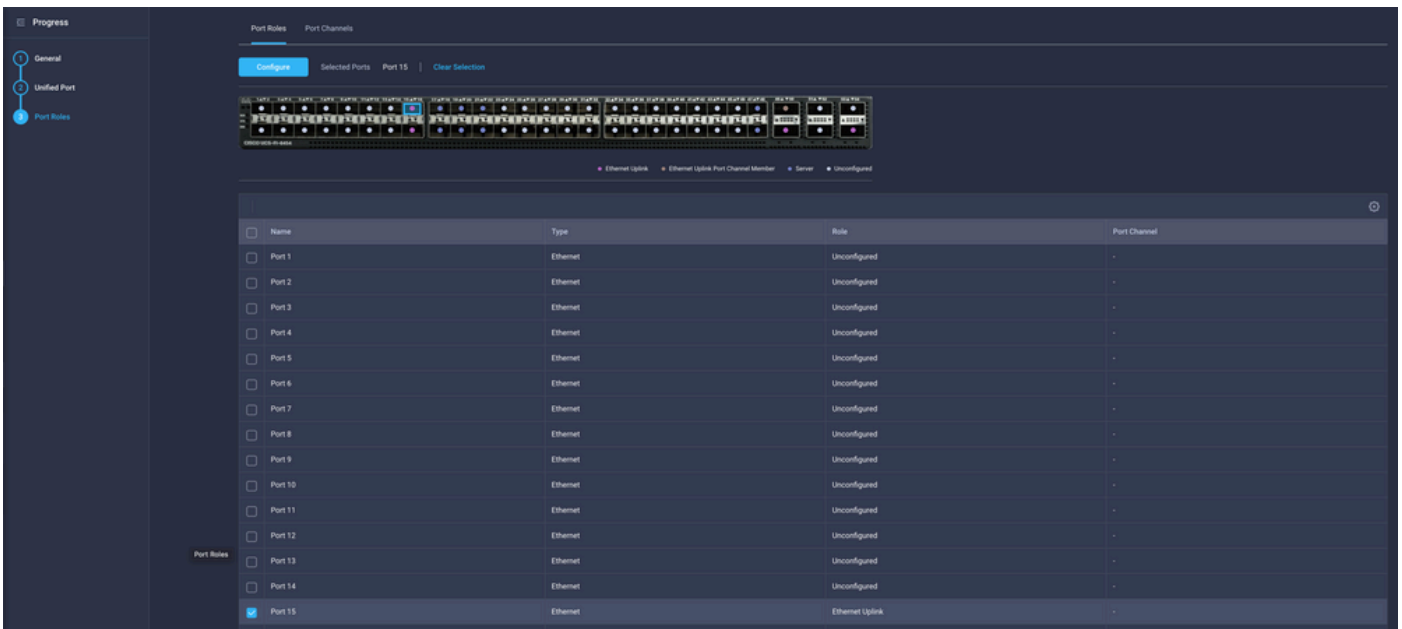 Progress
1 General
2 Unified Port
3 Port Roles
Port Roles Port Channels
Configure Selected Ports Port 15 | Clear Selection
CISCO UCS-FI-6454
Ethernet Uplink Ethernet Uplink Port Channel Member Server Unconfigured
Name Type Role Port Channel
Port 1 Ethernet Unconfigured -
Port 2 Ethernet Unconfigured -
Port 3 Ethernet Unconfigured -
Port 4 Ethernet Unconfigured -
Port 5 Ethernet Unconfigured -
Port 6 Ethernet Unconfigured -
Port 7 Ethernet Unconfigured -
Port 8 Ethernet Unconfigured -
Port 9 Ethernet Unconfigured -
Port 10 Ethernet Unconfigured -
Port 11 Ethernet Unconfigured -
Port 12 Ethernet Unconfigured -
Port Roles
Port 13 Ethernet Unconfigured -
Port 14 Ethernet Unconfigured -
Port 15 Ethernet Ethernet Uplink -